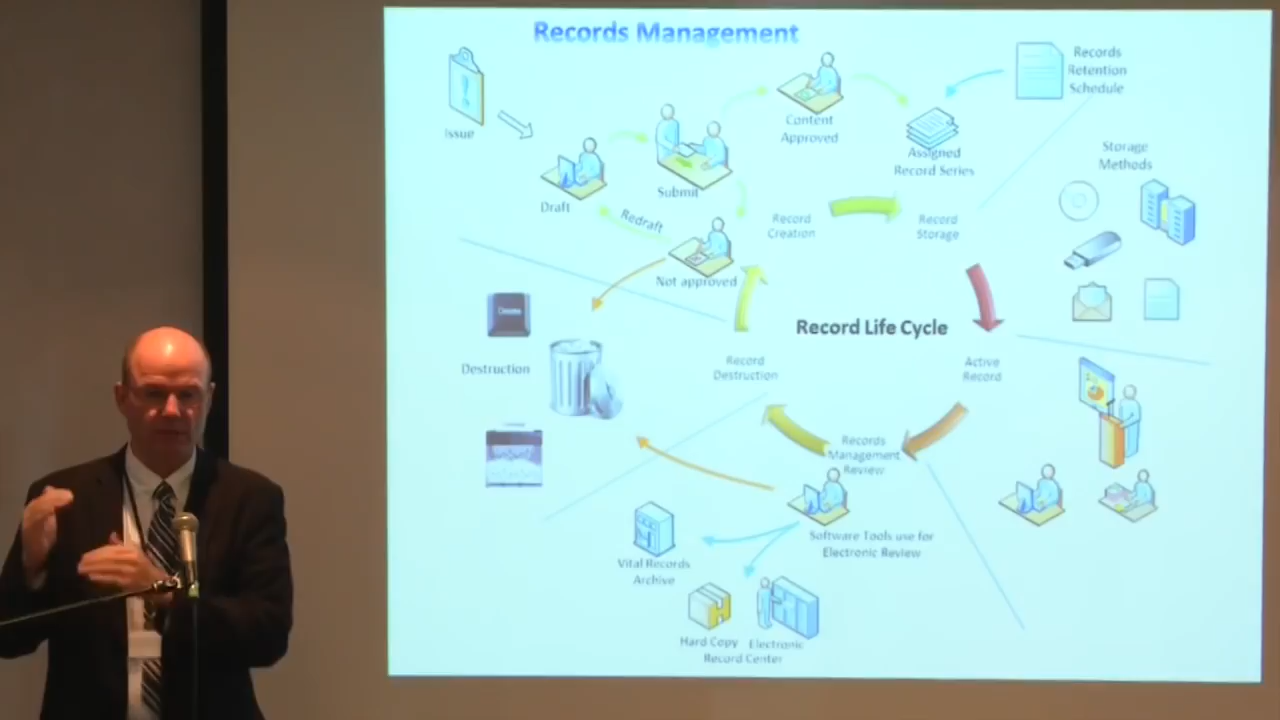 Records Management
Issue
Draft
Submit
Redraft
Not approved
Content
Approved
Assigned
Record Series
Records
Retention
Schedule
Storage
Methods
Record
Creation
Record
Storage
Record Life Cycle
Destruction
Record
Destruction
Active
Record
Records
Management
Review
Software Tools use for
Electronic Review
Vital Records
Archive
Hard Copy
Electronic
Record Center